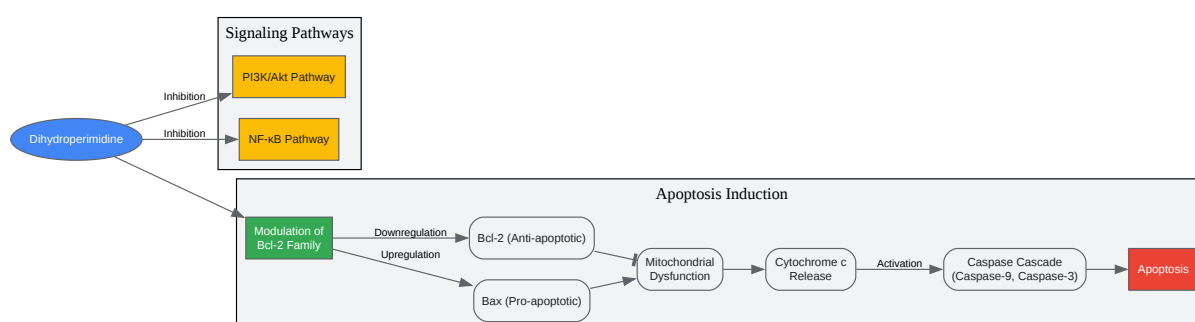 Signaling Pathways
PI3K/Akt Pathway
Inhibition
Dihydroperimidine
Inhibition
NF-κB Pathway
Apoptosis Induction
Modulation of
Bcl-2 Family
Downregulation
Bcl-2 (Anti-apoptotic)
Upregulation
Bax (Pro-apoptotic)
Mitochondrial
Dysfunction
Cytochrome c
Release
Activation
Caspase Cascade
(Caspase-9, Caspase-3)
Apoptosis